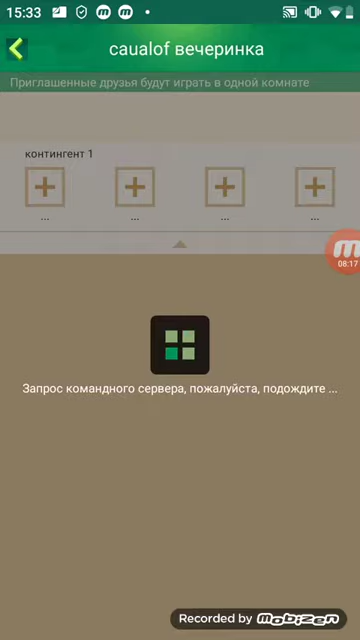 15:33
caualof вечеринка
Приглашенные друзья будут играть в одной комнате
контингент 1
... ... ... ...
08:17
Запрос командного сервера, пожалуйста, подождите ...
Recorded by mobizen